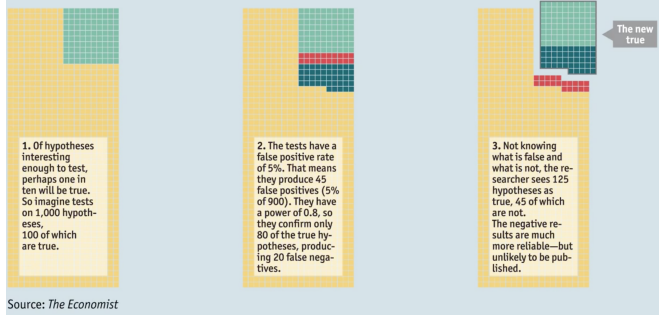 The new
true
1. Of hypotheses
interesting
enough to test,
perhaps one in
ten will be true.
So imagine tests
on 1,000 hypoth-
eses,
100 of which
are true.
2. The tests have a
false positive rate
of 5%. That means
they produce 45
false positives (5%
of 900). They have
a power of 0.8, so
they confirm only
80 of the true hy-
potheses, produc-
ing 20 false nega-
tives.
3. Not knowing
what is false and
what is not, the re-
searcher sees 125
hypotheses as
true, 45 of which
are not.
The negative re-
sults are much
more reliable—but
unlikely to be pub-
lished.
Source: The Economist